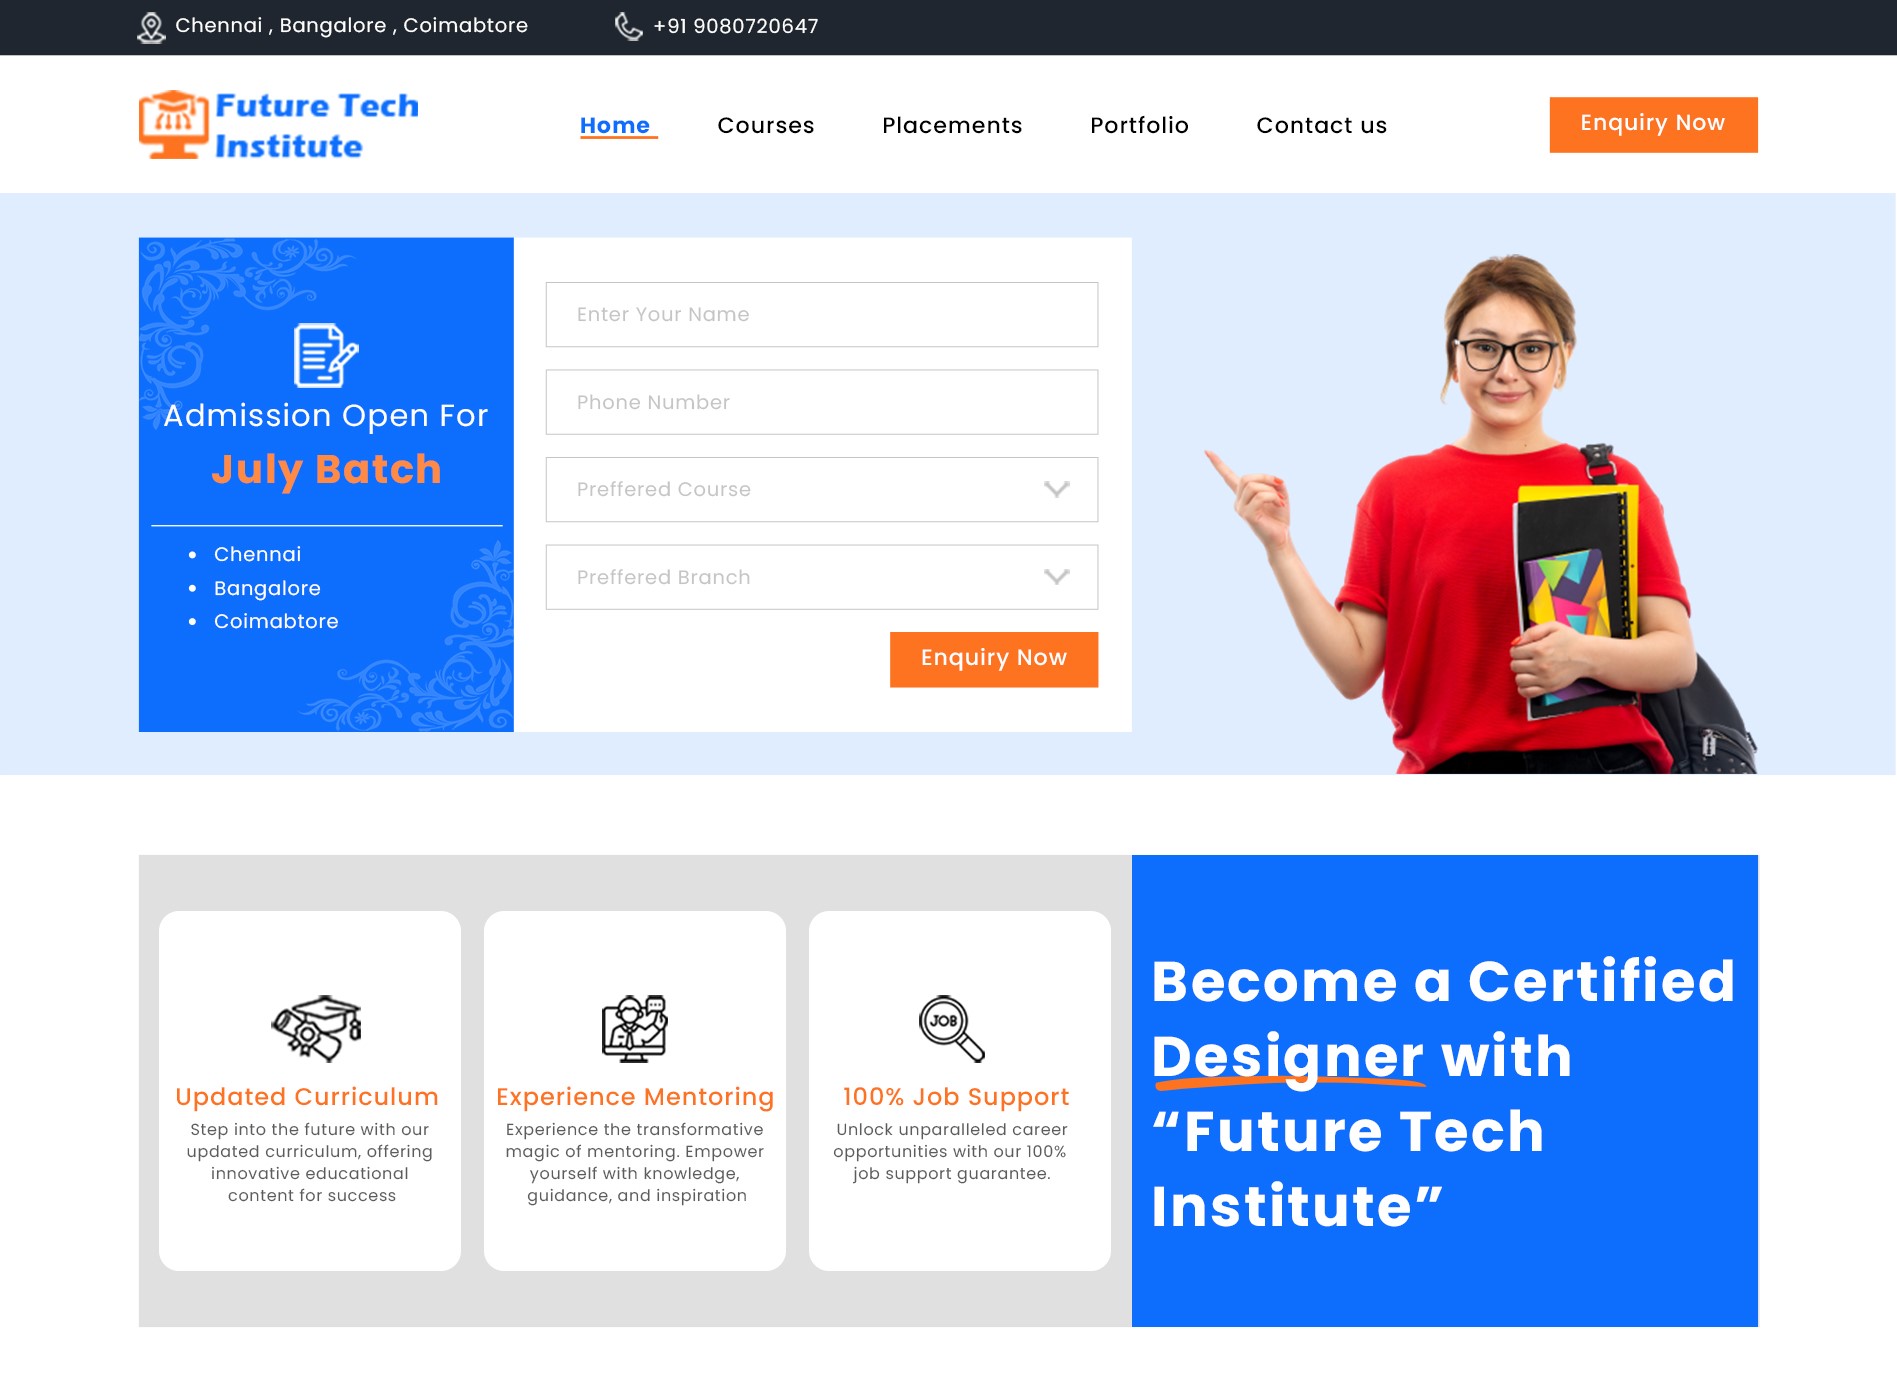 Chennai , Bangalore , Coimabtore
+91 9080720647
Future Tech
Institute
Home
Courses
Placements
Portfolio
Contact us
Enquiry Now
Admission Open For
July Batch
Chennai
Bangalore
Coimabtore
Enter Your Name
Phone Number
Preffered Course
Preffered Branch
Enquiry Now
Updated Curriculum
Step into the future with our
updated curriculum, offering
innovative educational
content for success
Experience Mentoring
Experience the transformative
magic of mentoring. Empower
yourself with knowledge,
guidance, and inspiration
JOB
100% Job Support
Unlock unparalleled career
opportunities with our 100%
job support guarantee.
Become a Certified
Designer with
“Future Tech
Institute”